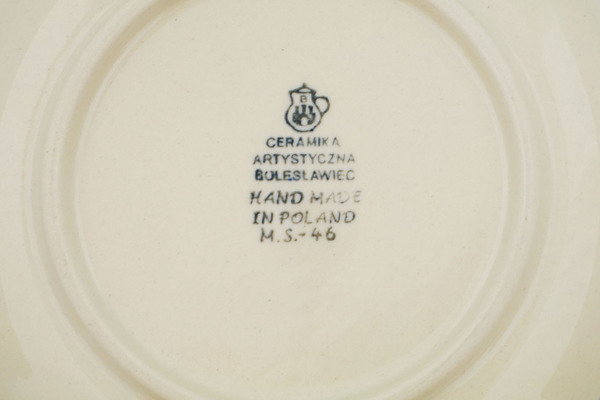 B
CERAMIKA
ARTYSTYCZNA
BOLESŁAWIEC
HAND MADE
IN POLAND
M.S.-46